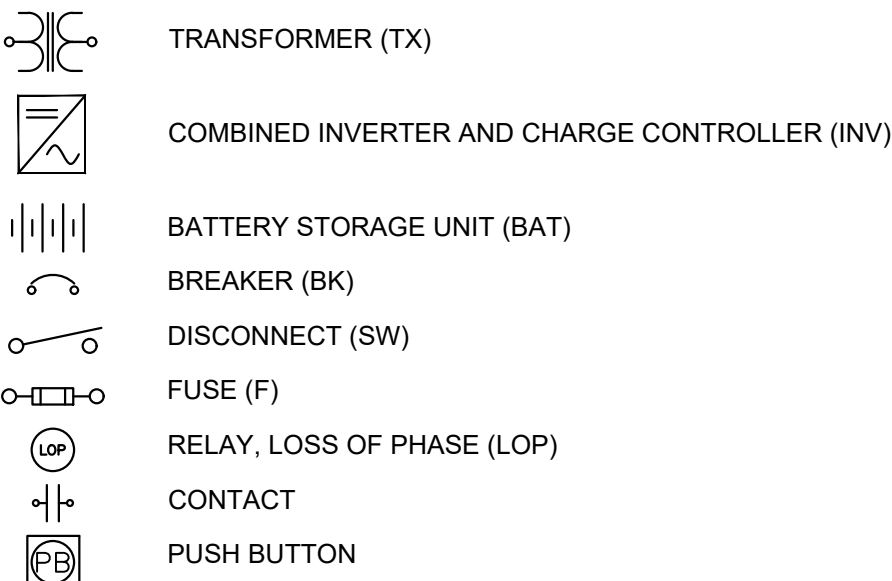 TRANSFORMER (TX)
COMBINED INVERTER AND CHARGE CONTROLLER (INV)
BATTERY STORAGE UNIT (BAT)
BREAKER (BK)
DISCONNECT (SW)
FUSE (F)
LOP RELAY, LOSS OF PHASE (LOP)
CONTACT
PB PUSH BUTTON